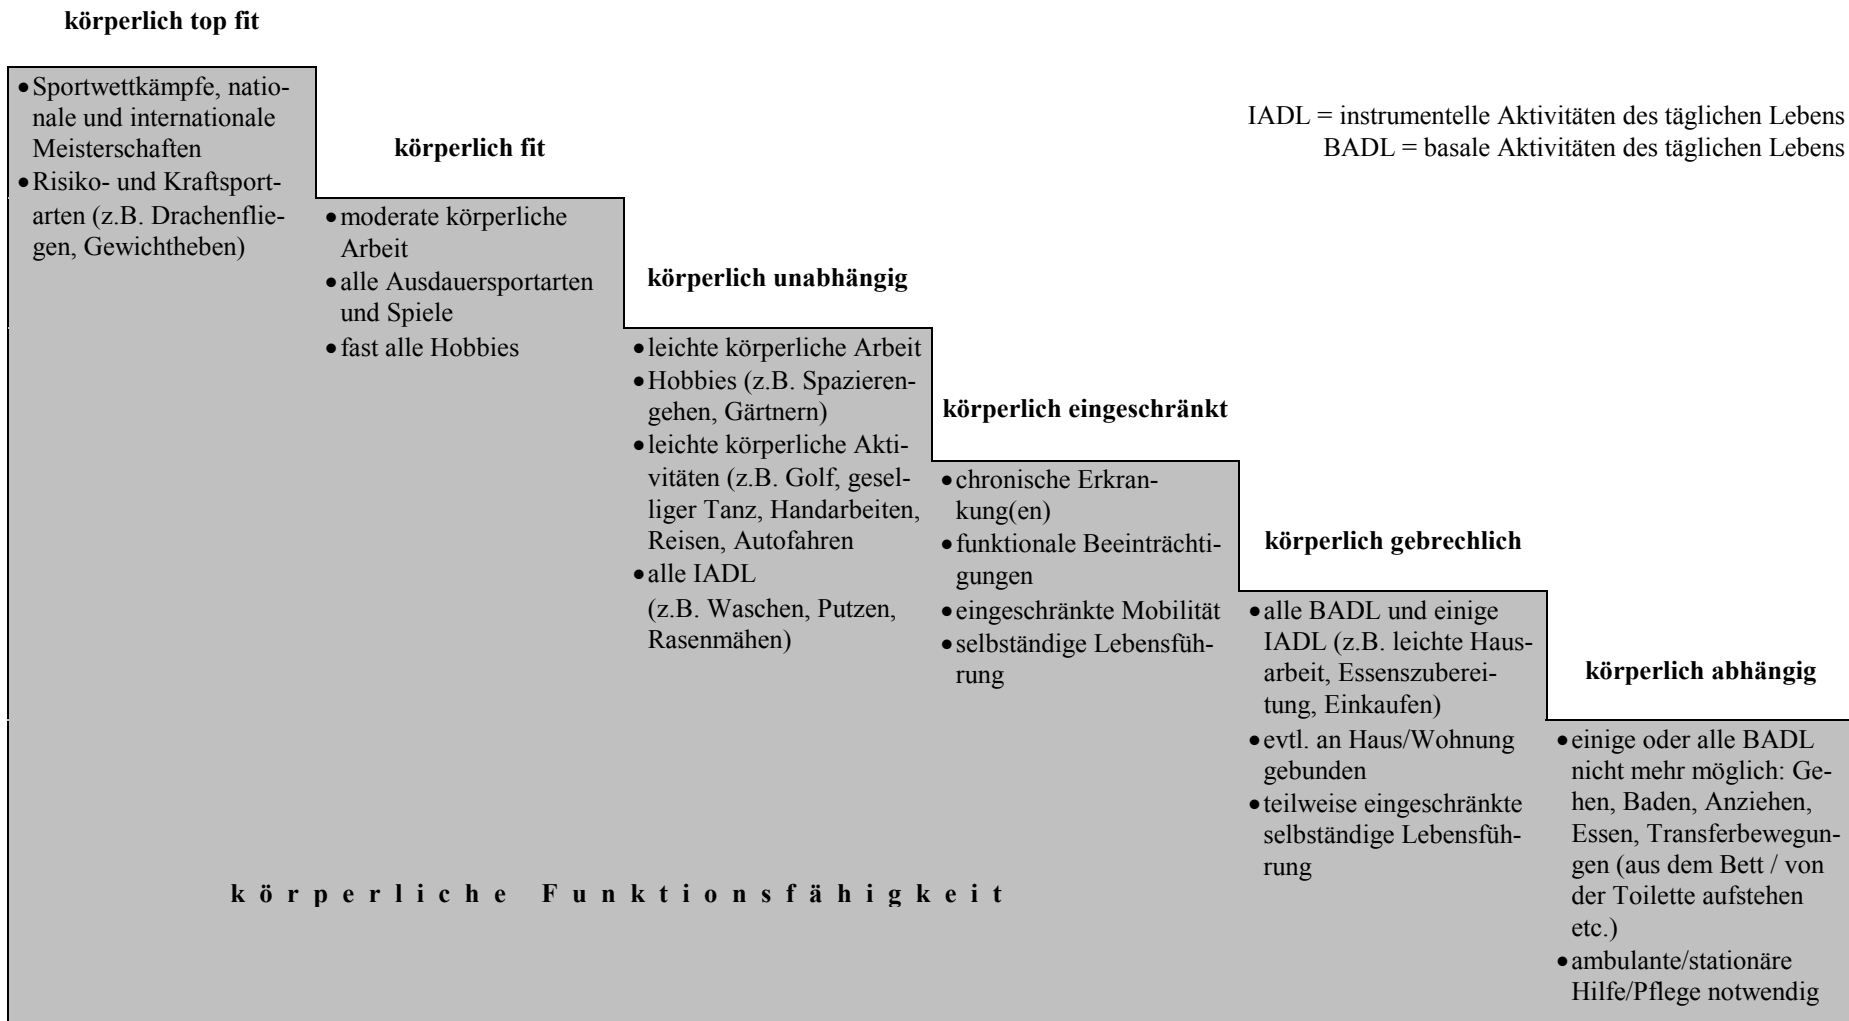 körperlich top fit
• Sportwettkämpfe, natio-
nale und internationale
Meisterschaften
• Risiko- und Kraftsport-
arten (z.B. Drachenflie-
gen, Gewichtheben)
IADL = instrumentelle Aktivitäten des täglichen Lebens
BADL = basale Aktivitäten des täglichen Lebens
körperlich fit
• moderate körperliche
Arbeit
• alle Ausdauersportarten
und Spiele
• fast alle Hobbies
körperlich unabhängig
• leichte körperliche Arbeit
• Hobbies (z.B. Spazieren-
gehen, Gärtnern)
• leichte körperliche Akti-
vitäten (z.B. Golf, gesel-
liger Tanz, Handarbeiten,
Reisen, Autofahren
• alle IADL
(z.B. Waschen, Putzen,
Rasenmähen)
körperlich eingeschränkt
• chronische Erkran-
kung(en)
• funktionale Beeinträchti-
gungen
• eingeschränkte Mobilität
• selbständige Lebensfüh-
rung
körperlich gebrechlich
• alle BADL und einige
IADL (z.B. leichte Haus-
arbeit, Essenszuberei-
tung, Einkaufen)
• evtl. an Haus/Wohnung
gebunden
• teilweise eingeschränkte
selbständige Lebensfüh-
rung
körperlich abhängig
• einige oder alle BADL
nicht mehr möglich: Ge-
hen, Baden, Anziehen,
Essen, Transferbewegun-
gen (aus dem Bett / von
der Toilette aufstehen
etc.)
• ambulante/stationäre
Hilfe/Pflege notwendig
körperliche Funktionsfähigkeit